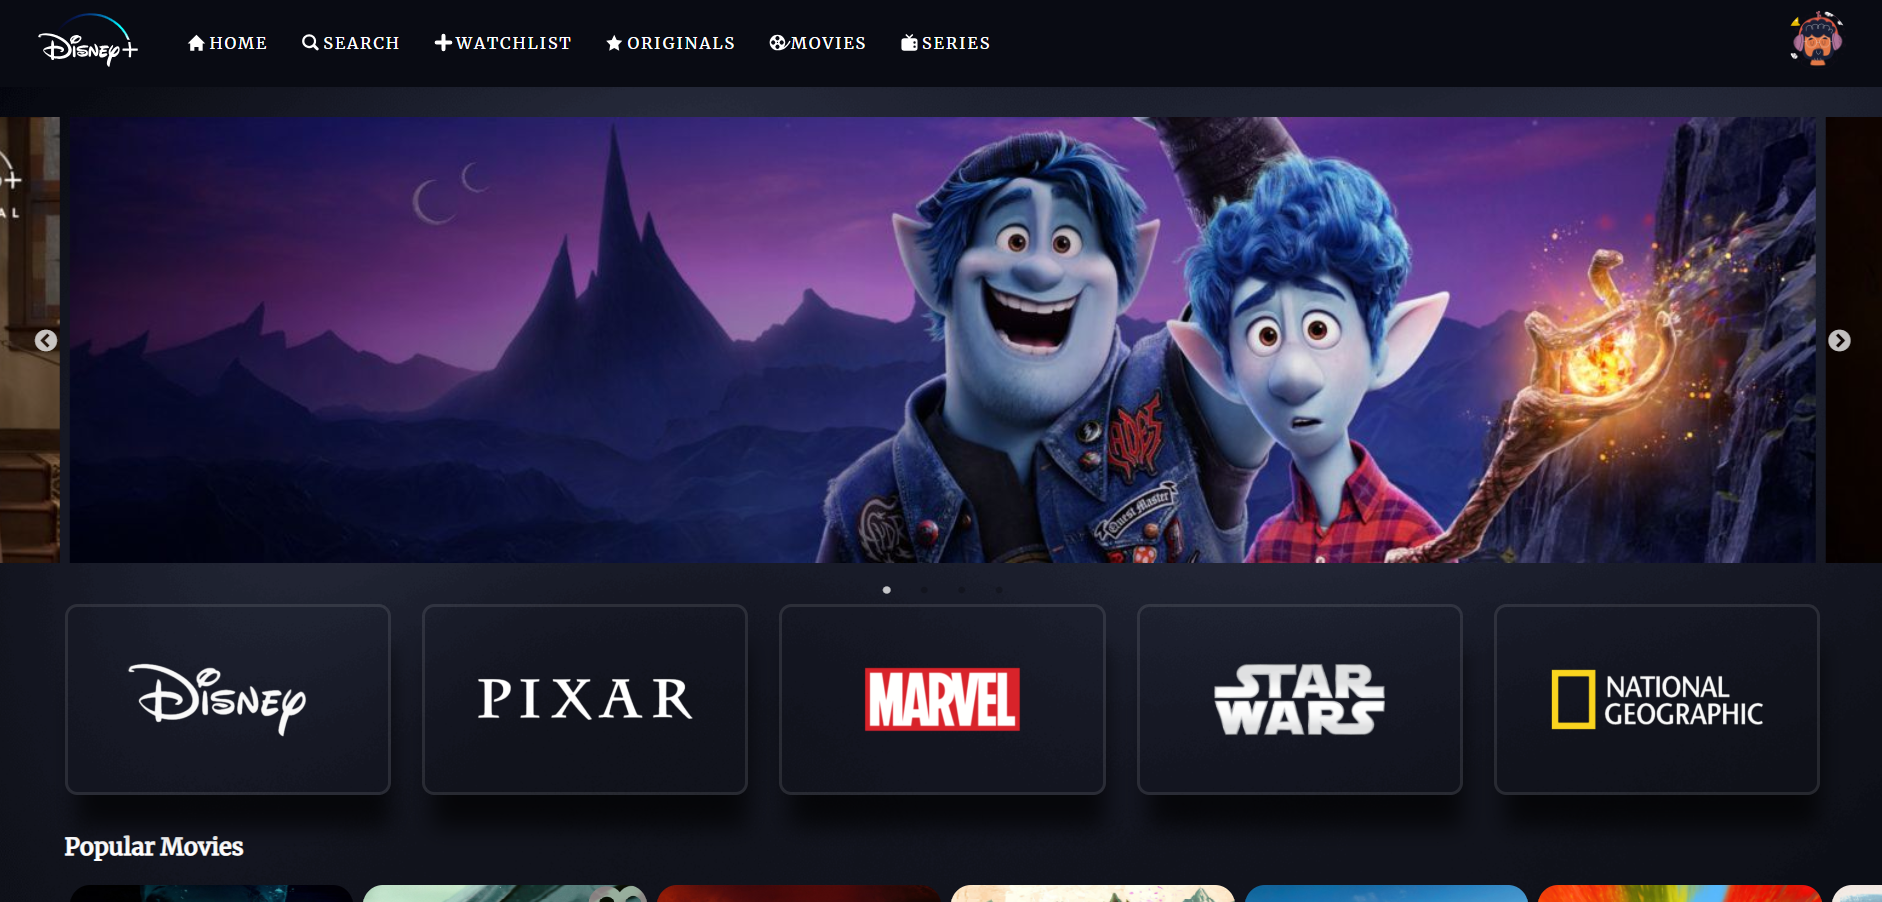 Disney+
HOME
SEARCH
WATCHLIST
ORIGINALS
MOVIES
SERIES
AL
Quest Master
Disney
PIXAR
MARVEL
STAR
WARS
NATIONAL
GEOGRAPHIC
Popular Movies